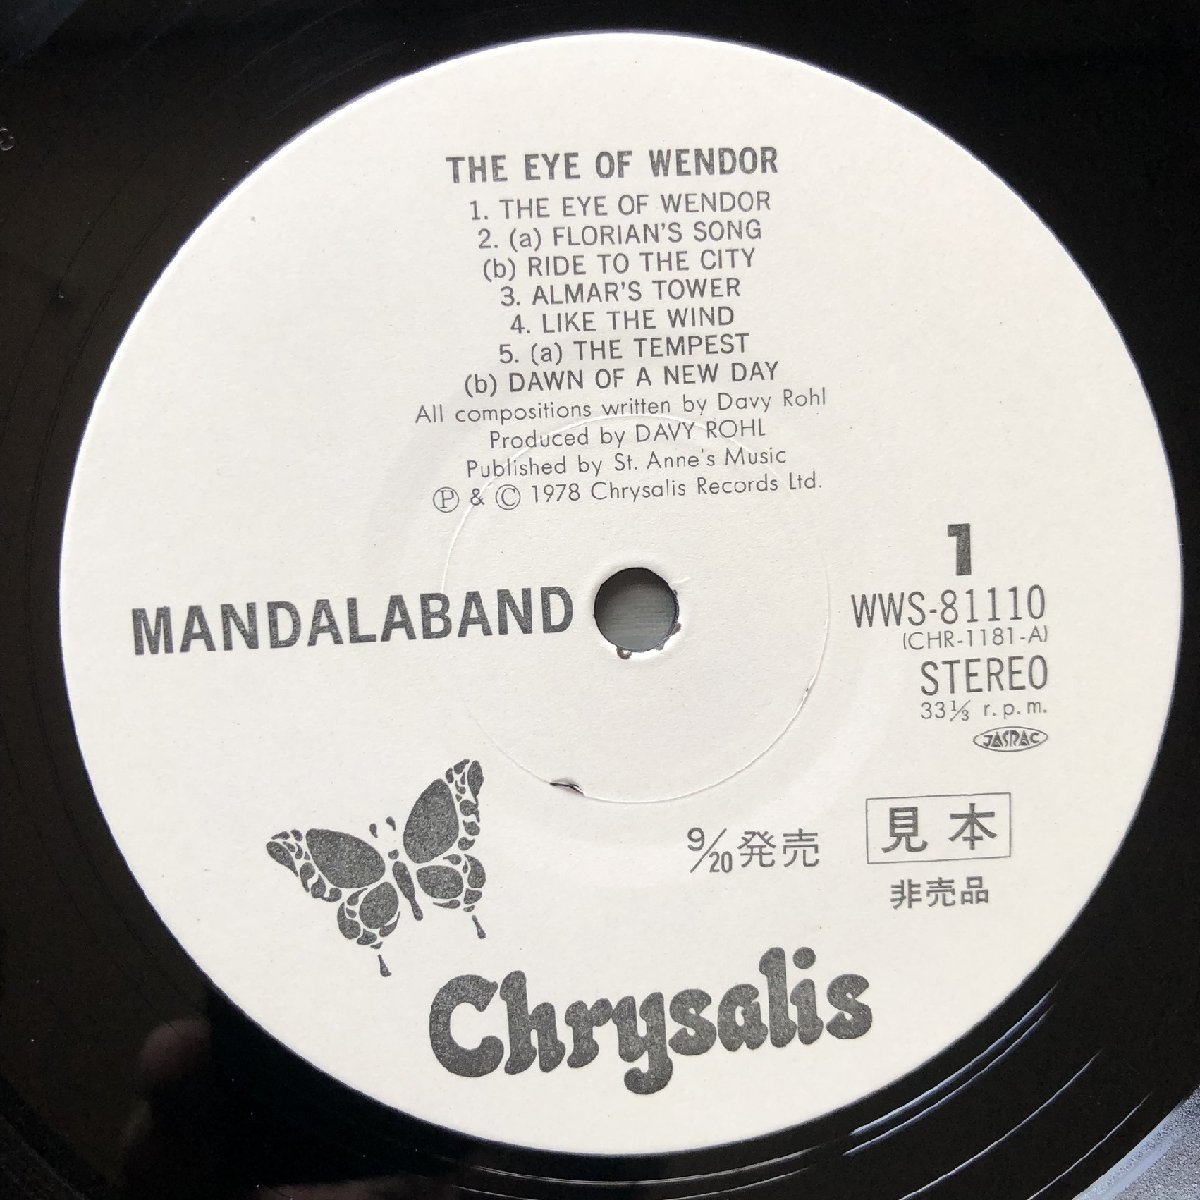 THE EYE OF WENDOR
1. THE EYE OF WENDOR
2. (a) FLORIAN'S SONG
(b) RIDE TO THE CITY
3. ALMAR'S TOWER
4. LIKE THE WIND
5. (a) THE TEMPEST
(b) DAWN OF A NEW DAY
All compositions written by Davy Rohl
Produced by DAVY ROHL
Published by St. Anne's Music
Ⓟ & © 1978 Chrysalis Records Ltd.
MANDALABAND
1
WWS-81110
(CHR-1181-A)
STEREO
33⅓ r.p.m.
JASRAC
9/20発売
見本
非売品
Chrysalis